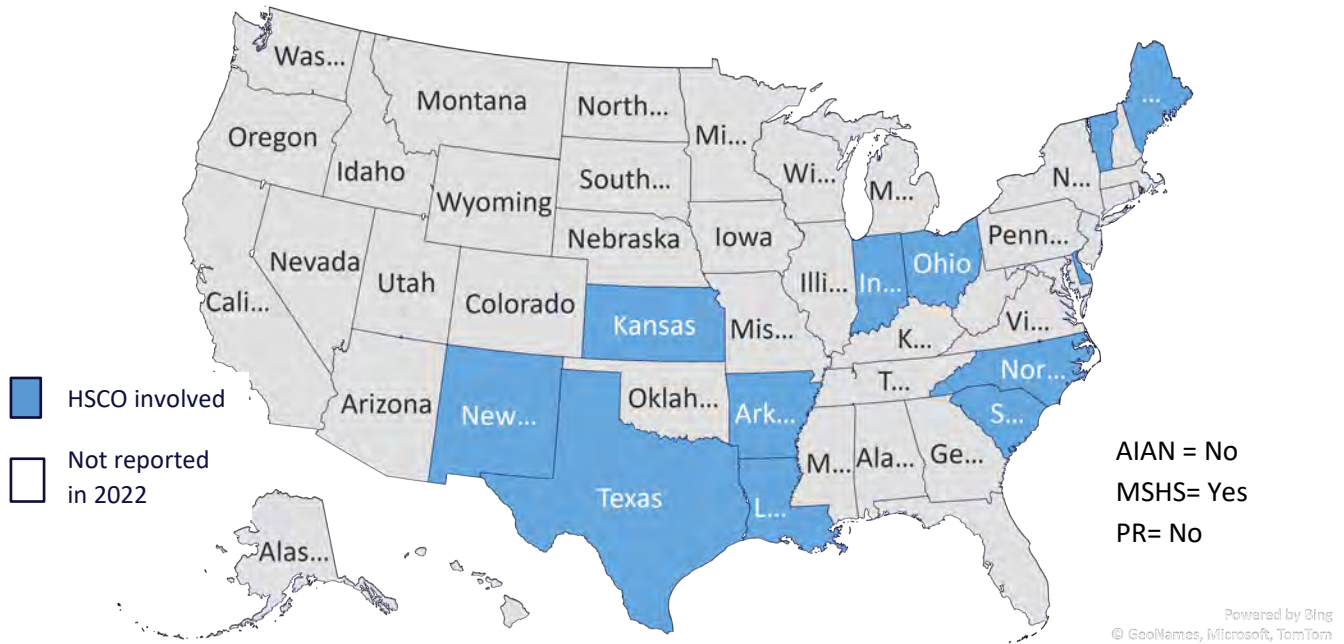 Was...
Montana
North...
Mi...
...
Oregon
Idaho
South...
Wi...
M...
N...
Wyoming
Nebraska
Iowa
Penn...
Nevada
Utah
Colorado
Illi...
In...
Ohio
Cali...
Kansas
Mis...
K...
Vi...
HSCO involved
Not reported
in 2022
Arizona
New...
Oklah...
Ark...
T...
Nor...
S...
Texas
L...
M...
Ala...
Ge...
AIAN = No
MSHS= Yes
PR= No
Alas...
Powered by Bing
© GeoNames, Microsoft, TomTom